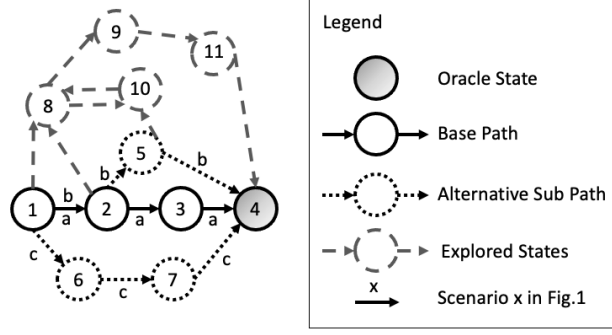 9
11
8
10
5
b
b
b
1
a
2
a
3
a
4
c
c
6
c
7
Legend
Oracle State
Base Path
Alternative Sub Path
Explored States
x
Scenario x in Fig.1